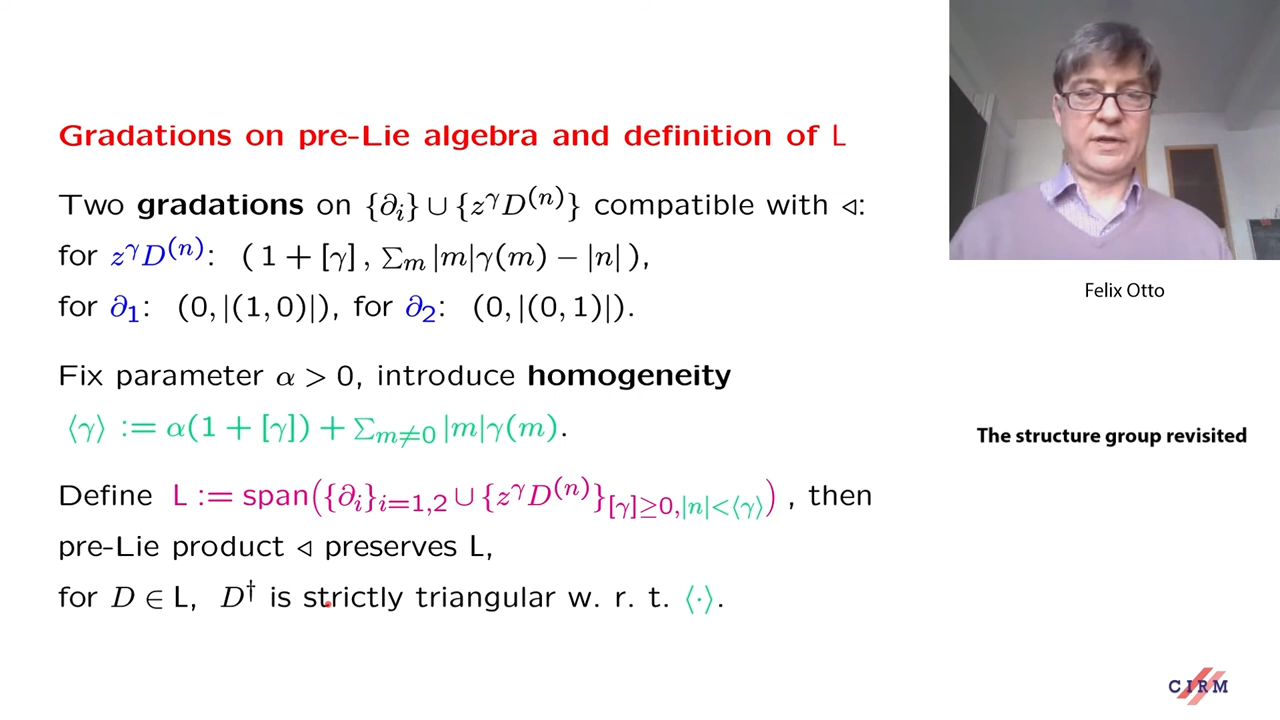 Gradations on pre-Lie algebra and definition of L
Two gradations on {∂ᵢ} ∪ {z^γ D^(n)} compatible with ◃:
for z^γ D^(n): ( 1 + [γ] , Σ_m |m|γ(m) − |n| ),
for ∂₁: (0, |(1, 0)|), for ∂₂: (0, |(0, 1)|).
Fix parameter α > 0, introduce homogeneity
⟨γ⟩ := α(1 + [γ]) + Σ_{m≠0} |m|γ(m).
Define L := span({∂ᵢ}_{i=1,2} ∪ {z^γ D^(n)}_{[γ]≥0,|n|<⟨γ⟩}) , then
pre-Lie product ◃ preserves L,
for D ∈ L, D† is strictly triangular w. r. t. ⟨·⟩.
Felix Otto
The structure group revisited
CIRM